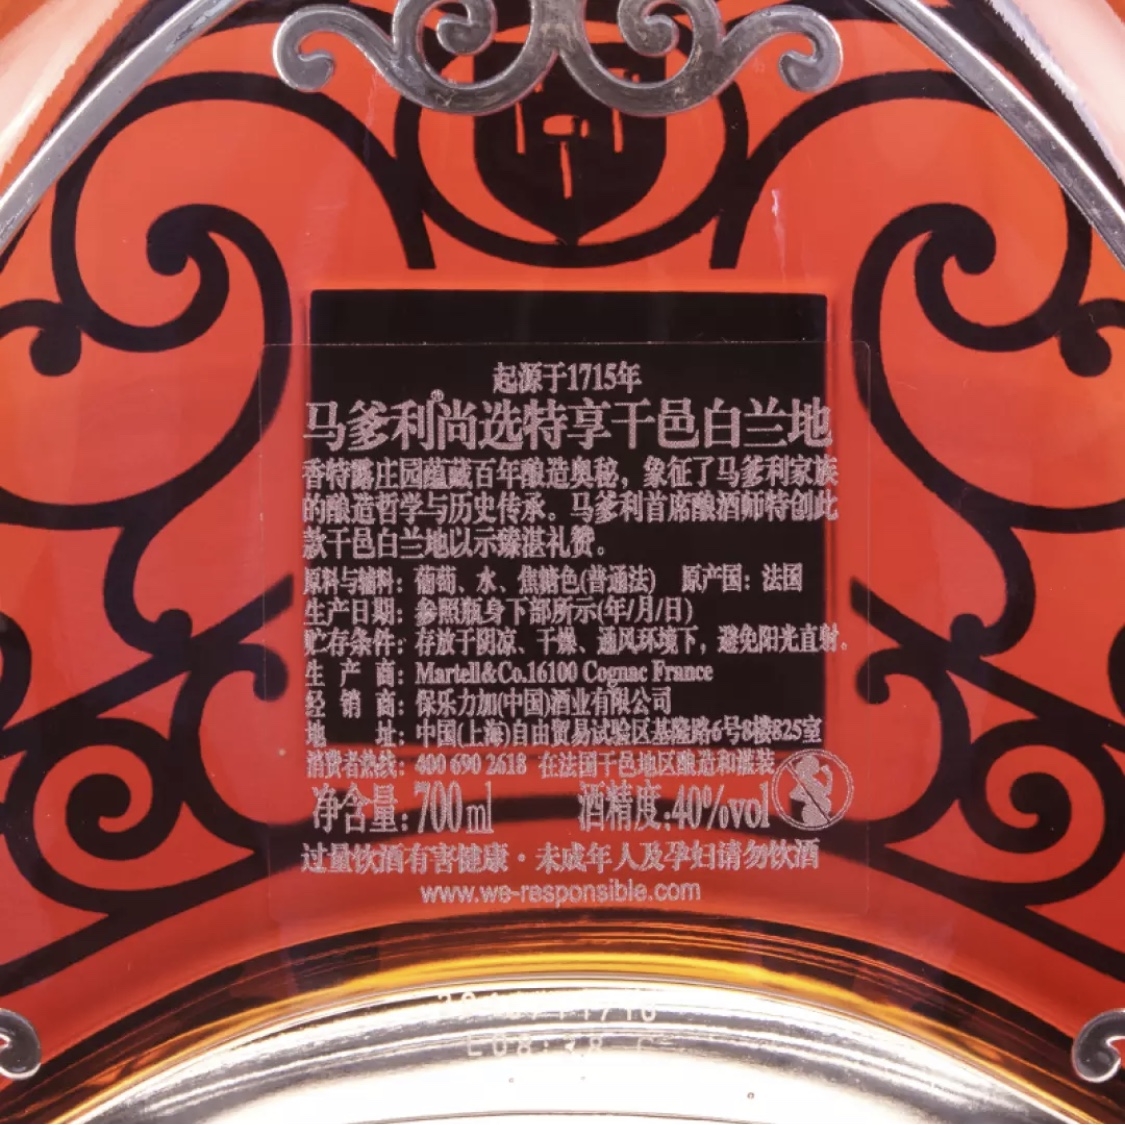 起源于1715年
马爹利®尚选特享干邑白兰地
香特露庄园蕴藏百年酿造奥秘，象征了马爹利家族
的酿造哲学与历史传承。马爹利首席酿酒师特创此
款干邑白兰地以示臻湛礼赞。
原料与辅料：葡萄、水、焦糖色(普通法) 原产国：法国
生产日期：参照瓶身下部所示(年/月/日)
贮存条件：存放于阴凉、干燥、通风环境下，避免阳光直射。
生产商：Martell&Co.16100 Cognac France
经销商：保乐力加(中国)酒业有限公司
地址：中国(上海)自由贸易试验区基隆路6号8楼825室
消费者热线：400 690 2618 在法国干邑地区酿造和灌装
净含量:700ml 酒精度:40%vol
过量饮酒有害健康·未成年人及孕妇请勿饮酒
www.we-responsible.com